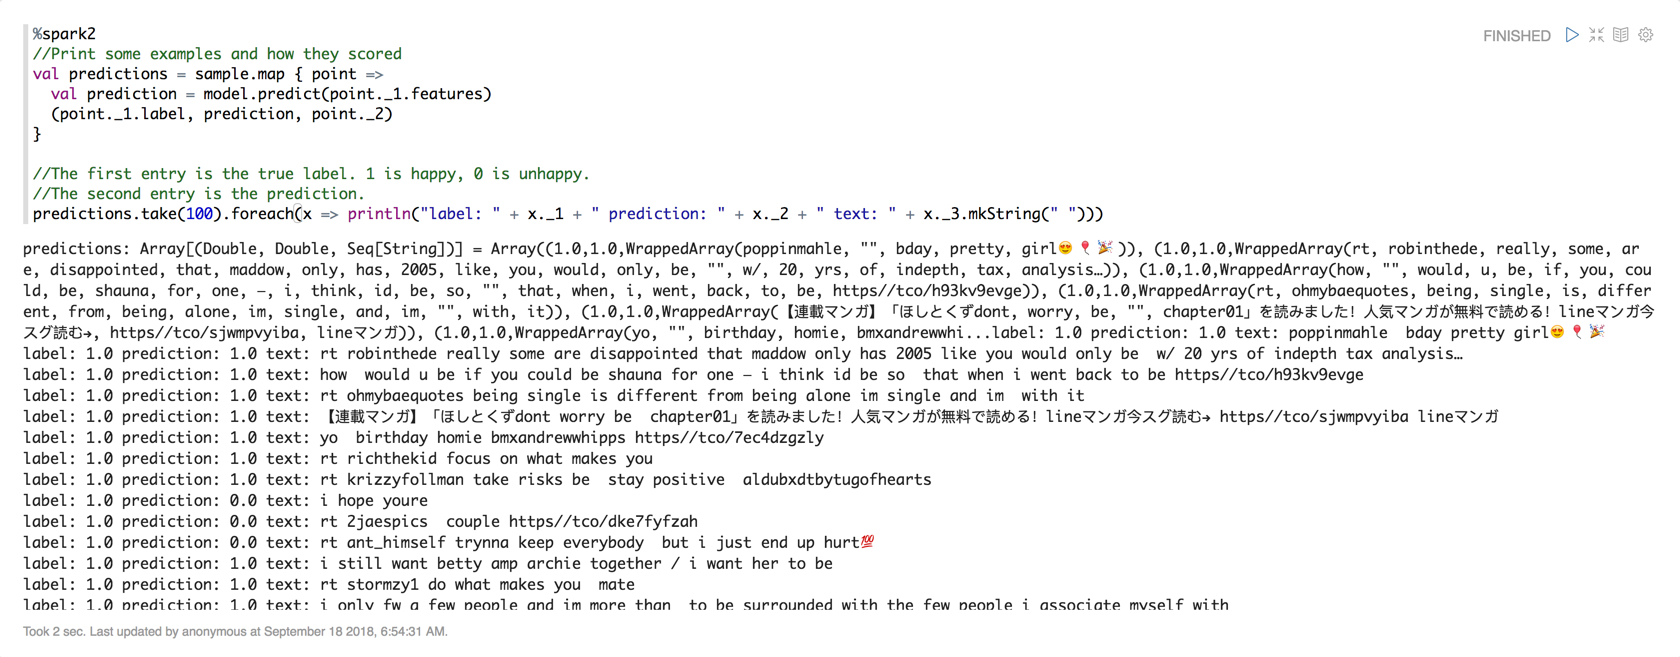 %spark2
FINISHED
//Print some examples and how they scored
val predictions = sample.map { point =>
  val prediction = model.predict(point._1.features)
  (point._1.label, prediction, point._2)
}
//The first entry is the true label. 1 is happy, 0 is unhappy.
//The second entry is the prediction.
predictions.take(100).foreach(x => println("label: " + x._1 + " prediction: " + x._2 + " text: " + x._3.mkString(" ")))
predictions: Array[(Double, Double, Seq[String])] = Array((1.0,1.0,WrappedArray(poppinmahle, "", bday, pretty, girl😍🎈🎉)), (1.0,1.0,WrappedArray(rt, robinthede, really, some, ar
e, disappointed, that, maddow, only, has, 2005, like, you, would, only, be, "", w/, 20, yrs, of, indepth, tax, analysis…)), (1.0,1.0,WrappedArray(how, "", would, u, be, if, you, cou
ld, be, shauna, for, one, –, i, think, id, be, so, "", that, when, i, went, back, to, be, https//tco/h93kv9evge)), (1.0,1.0,WrappedArray(rt, ohmybaequotes, being, single, is, differ
ent, from, being, alone, im, single, and, im, "", with, it)), (1.0,1.0,WrappedArray(【連載マンガ】「ほしとくずdont, worry, be, "", chapter01」を読みました！人気マンガが無料で読める！lineマンガ今
スグ読む→, https//tco/sjwmpvyiba, lineマンガ)), (1.0,1.0,WrappedArray(yo, "", birthday, homie, bmxandrewwhi...label: 1.0 prediction: 1.0 text: poppinmahle  bday pretty girl😍🎈🎉
label: 1.0 prediction: 1.0 text: rt robinthede really some are disappointed that maddow only has 2005 like you would only be  w/ 20 yrs of indepth tax analysis…
label: 1.0 prediction: 1.0 text: how  would u be if you could be shauna for one – i think id be so  that when i went back to be https//tco/h93kv9evge
label: 1.0 prediction: 1.0 text: rt ohmybaequotes being single is different from being alone im single and im  with it
label: 1.0 prediction: 1.0 text: 【連載マンガ】「ほしとくずdont worry be  chapter01」を読みました！人気マンガが無料で読める！lineマンガ今スグ読む→ https//tco/sjwmpvyiba lineマンガ
label: 1.0 prediction: 1.0 text: yo  birthday homie bmxandrewwhipps https//tco/7ec4dzgzly
label: 1.0 prediction: 1.0 text: rt richthekid focus on what makes you
label: 1.0 prediction: 1.0 text: rt krizzyfollman take risks be  stay positive  aldubxdtbytugofhearts
label: 1.0 prediction: 0.0 text: i hope youre
label: 1.0 prediction: 0.0 text: rt 2jaespics  couple https//tco/dke7fyfzah
label: 1.0 prediction: 0.0 text: rt ant_himself trynna keep everybody  but i just end up hurt💯
label: 1.0 prediction: 1.0 text: i still want betty amp archie together / i want her to be
label: 1.0 prediction: 1.0 text: rt stormzy1 do what makes you  mate
label: 1.0 prediction: 1.0 text: i only fw a few people and im more than  to be surrounded with the few people i associate myself with
Took 2 sec. Last updated by anonymous at September 18 2018, 6:54:31 AM.